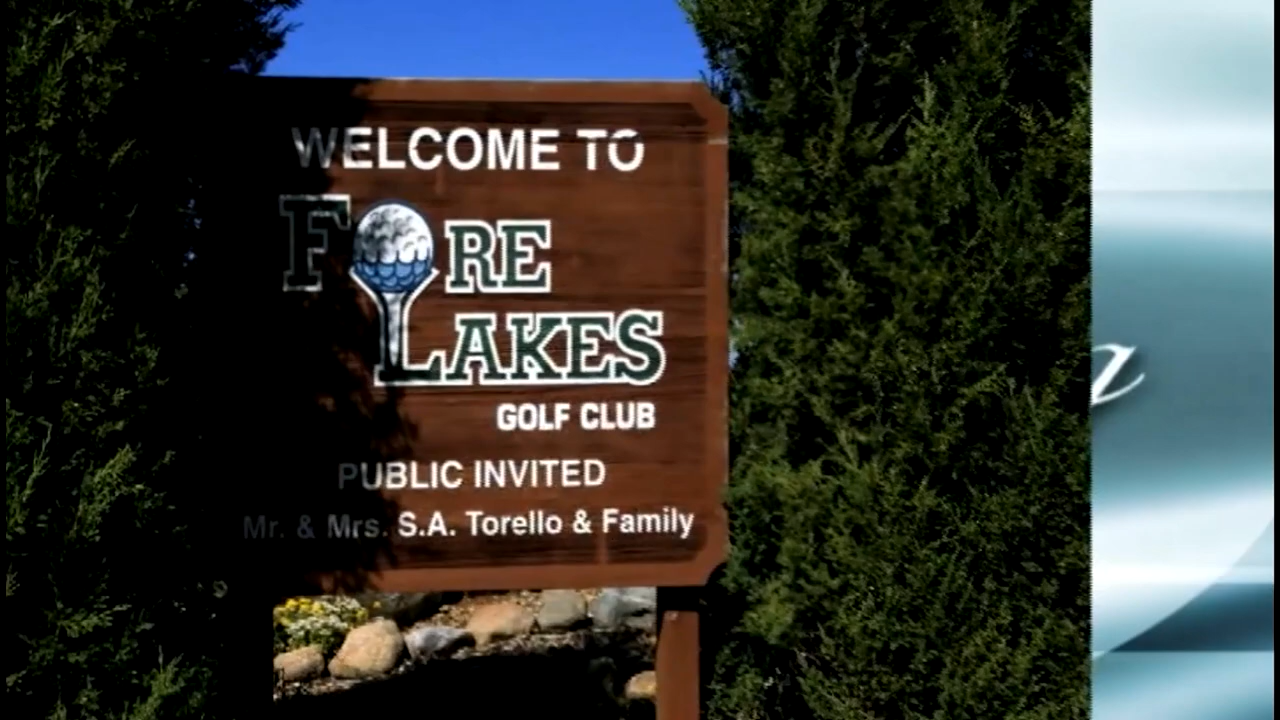 WELCOME TO
FORE
LAKES
GOLF CLUB
PUBLIC INVITED
Mr. & Mrs. S.A. Torello & Family